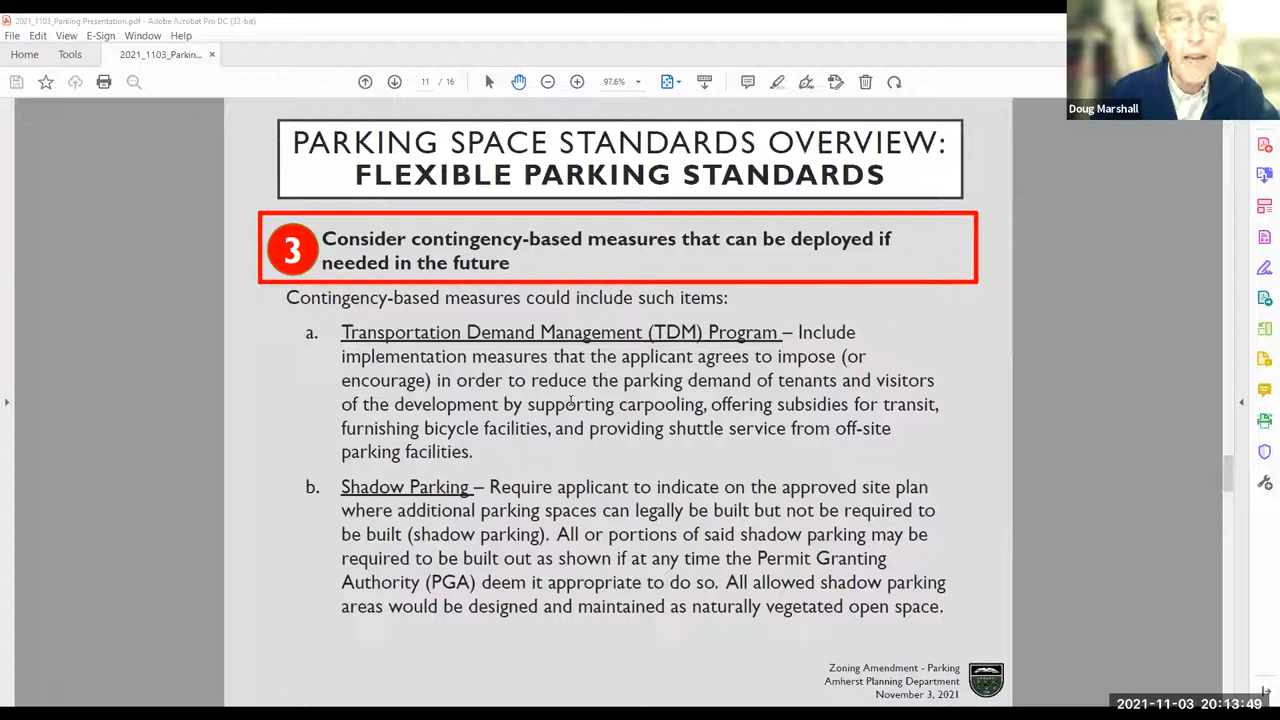 2021_1103_Parking Presentation.pdf - Adobe Acrobat Pro DC (32-bit)
File Edit View E-Sign Window Help
Home Tools 2021_1103_Parkin... ×
11 / 16 97.6%
Doug Marshall
PARKING SPACE STANDARDS OVERVIEW:
FLEXIBLE PARKING STANDARDS
3 Consider contingency-based measures that can be deployed if
needed in the future
Contingency-based measures could include such items:
a. Transportation Demand Management (TDM) Program – Include
implementation measures that the applicant agrees to impose (or
encourage) in order to reduce the parking demand of tenants and visitors
of the development by supporting carpooling, offering subsidies for transit,
furnishing bicycle facilities, and providing shuttle service from off-site
parking facilities.
b. Shadow Parking – Require applicant to indicate on the approved site plan
where additional parking spaces can legally be built but not be required to
be built (shadow parking). All or portions of said shadow parking may be
required to be built out as shown if at any time the Permit Granting
Authority (PGA) deem it appropriate to do so. All allowed shadow parking
areas would be designed and maintained as naturally vegetated open space.
Zoning Amendment - Parking
Amherst Planning Department
November 3, 2021
2021-11-03 20:13:49